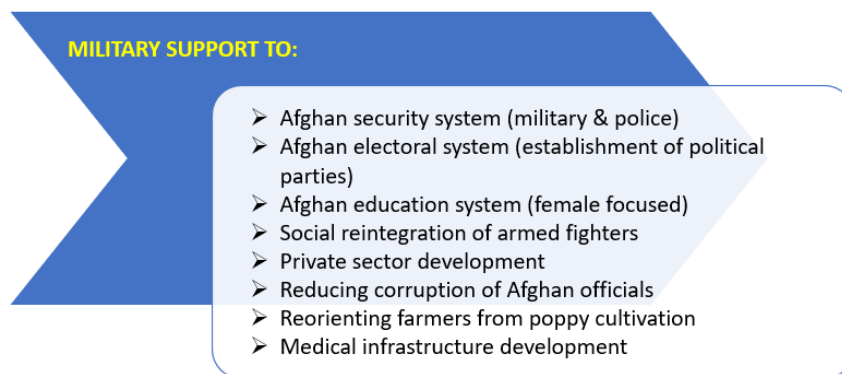 MILITARY SUPPORT TO:
➢ Afghan security system (military & police)
➢ Afghan electoral system (establishment of political
parties)
➢ Afghan education system (female focused)
➢ Social reintegration of armed fighters
➢ Private sector development
➢ Reducing corruption of Afghan officials
➢ Reorienting farmers from poppy cultivation
➢ Medical infrastructure development